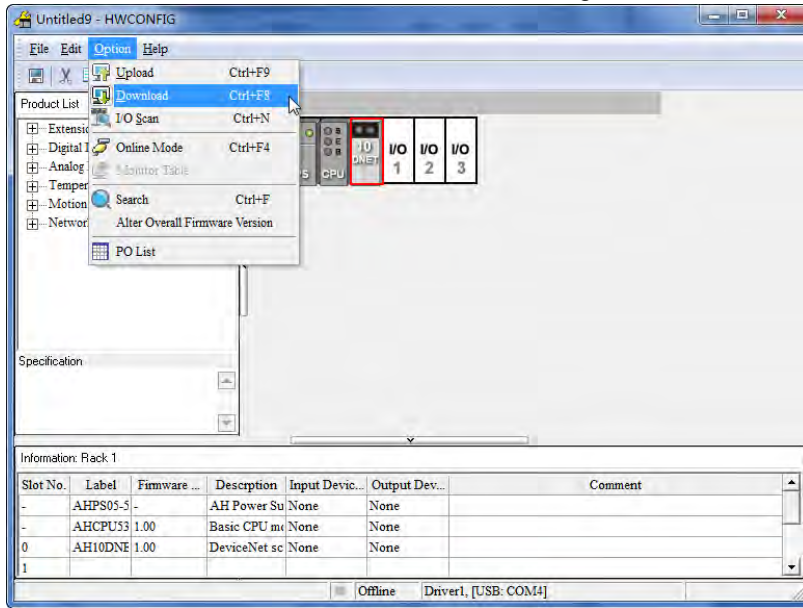 Untitled9 - HWCONFIG
File Edit Option Help
Upload Ctrl+F9
Product List
Download Ctrl+F8
I/O Scan Ctrl+N
Online Mode Ctrl+F4
Monitor Table
Search Ctrl+F
Alter Overall Firmware Version
PO List
Extensio
Digital I
Analog
Temper
Motion
Networ
PS CPU 10 DNET I/O 1 I/O 2 I/O 3
Specification
Information: Rack 1
Slot No. Label Firmware ... Descrption Input Devic... Output Dev... Comment
- AHPS05-5 - AH Power Su None None
- AHCPU53 1.00 Basic CPU mo None None
0 AH10DNE 1.00 DeviceNet sc None None
1
Offline Driver1, [USB: COM4]